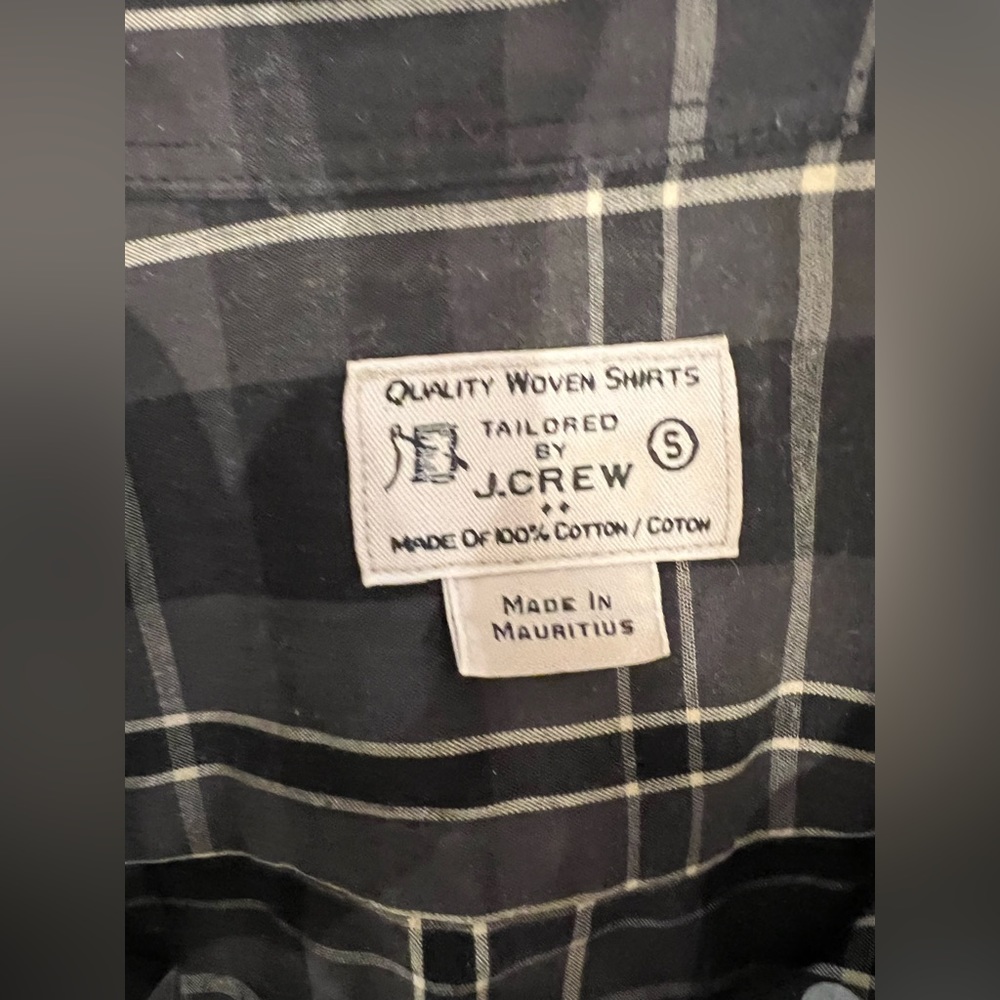 QUALITY WOVEN SHIRTS
TAILORED
BY
S
J.CREW
MADE OF 100% COTTON / COTON
MADE IN
MAURITIUS